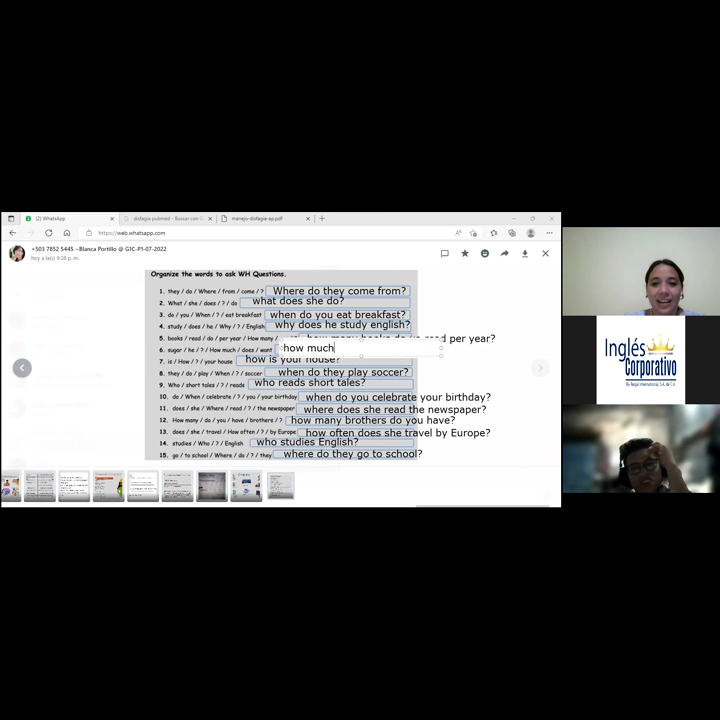 (2) WhatsApp
disfagia pubmed - Buscar con G
manejo-disfagia-ap.pdf
https://web.whatsapp.com
+503 7852 5445 ~Blanca Portillo @ G1C-P1-07-2022
hoy a la(s) 9:08 p. m.
Organize the words to ask WH Questions.
1. they / do / Where / from / come / ? Where do they come from?
2. What / she / does / ? / do what does she do?
3. do / you / When / ? / eat breakfast when do you eat breakfast?
4. study / does / he / Why / ? / English why does he study english?
5. books / read / do / per year / How many / per year?
6. sugar / he / ? / How much / does / want how much
7. is / How / ? / your house how is your house?
8. they / do / play / When / ? / soccer when do they play soccer?
9. Who / short tales / ? / reads who reads short tales?
10. do / When / celebrate / ? / you / your birthday when do you celebrate your birthday?
11. does / she / Where / read / ? / the newspaper where does she read the newspaper?
12. How many / do / you / have / brothers / ? how many brothers do you have?
13. does / she / travel / How often / ? / by Europe how often does she travel by Europe?
14. studies / Who / ? / English who studies English?
15. go / to school / Where / do / ? / they where do they go to school?
Inglés
Corporativo
By Regal International, S.A. de C.V.